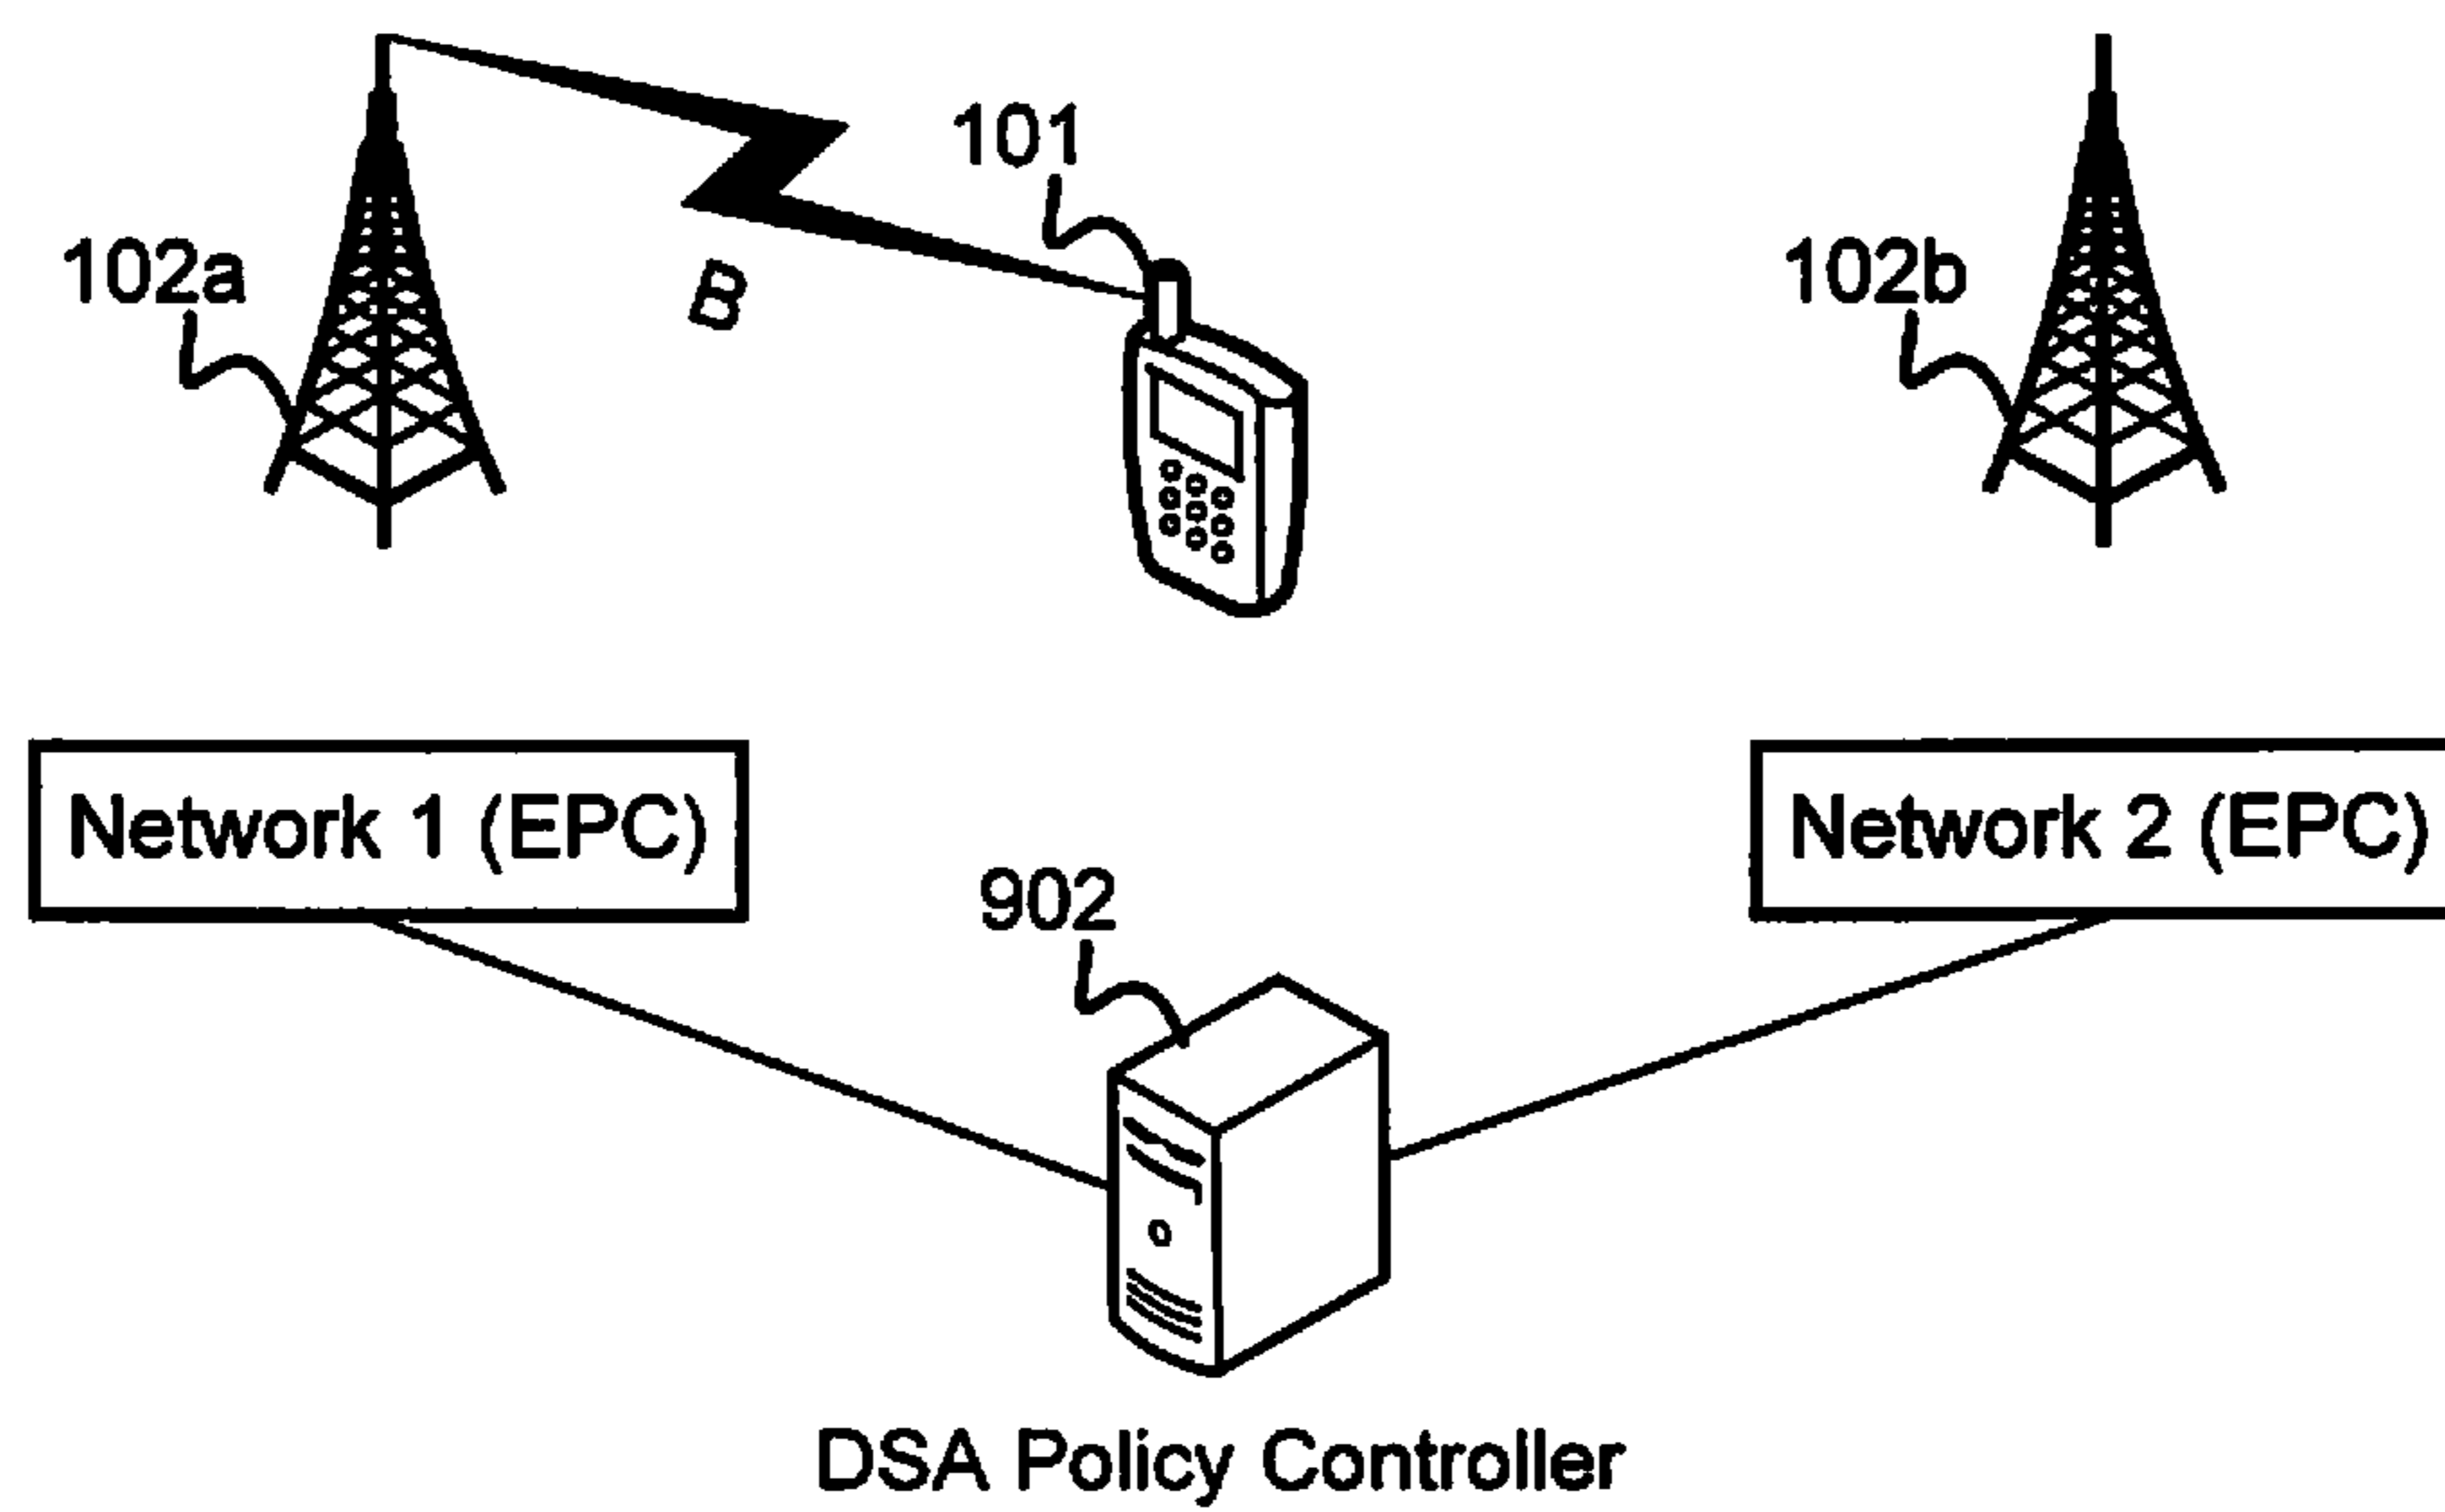 101
102a
102b
B
Network 1 (EPC)
Network 2 (EPC)
902
DSA Policy Controller